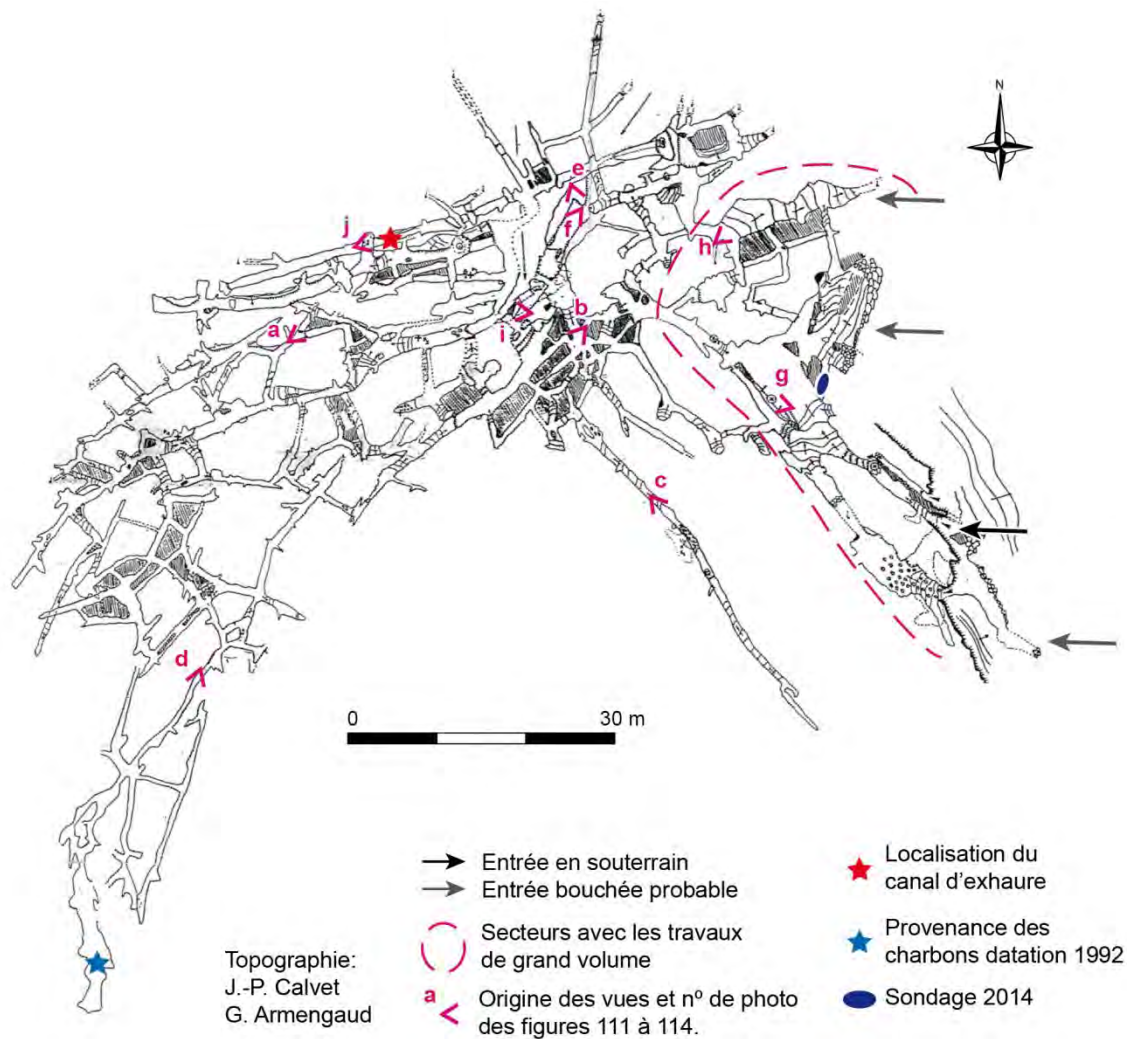 N
e
f
j
h
b
i
a
g
c
d
0 30 m
Entrée en souterrain
Entrée bouchée probable
Secteurs avec les travaux
de grand volume
a
Origine des vues et nº de photo
des figures 111 à 114.
Localisation du
canal d'exhaure
Provenance des
charbons datation 1992
Sondage 2014
Topographie:
J.-P. Calvet
G. Armengaud